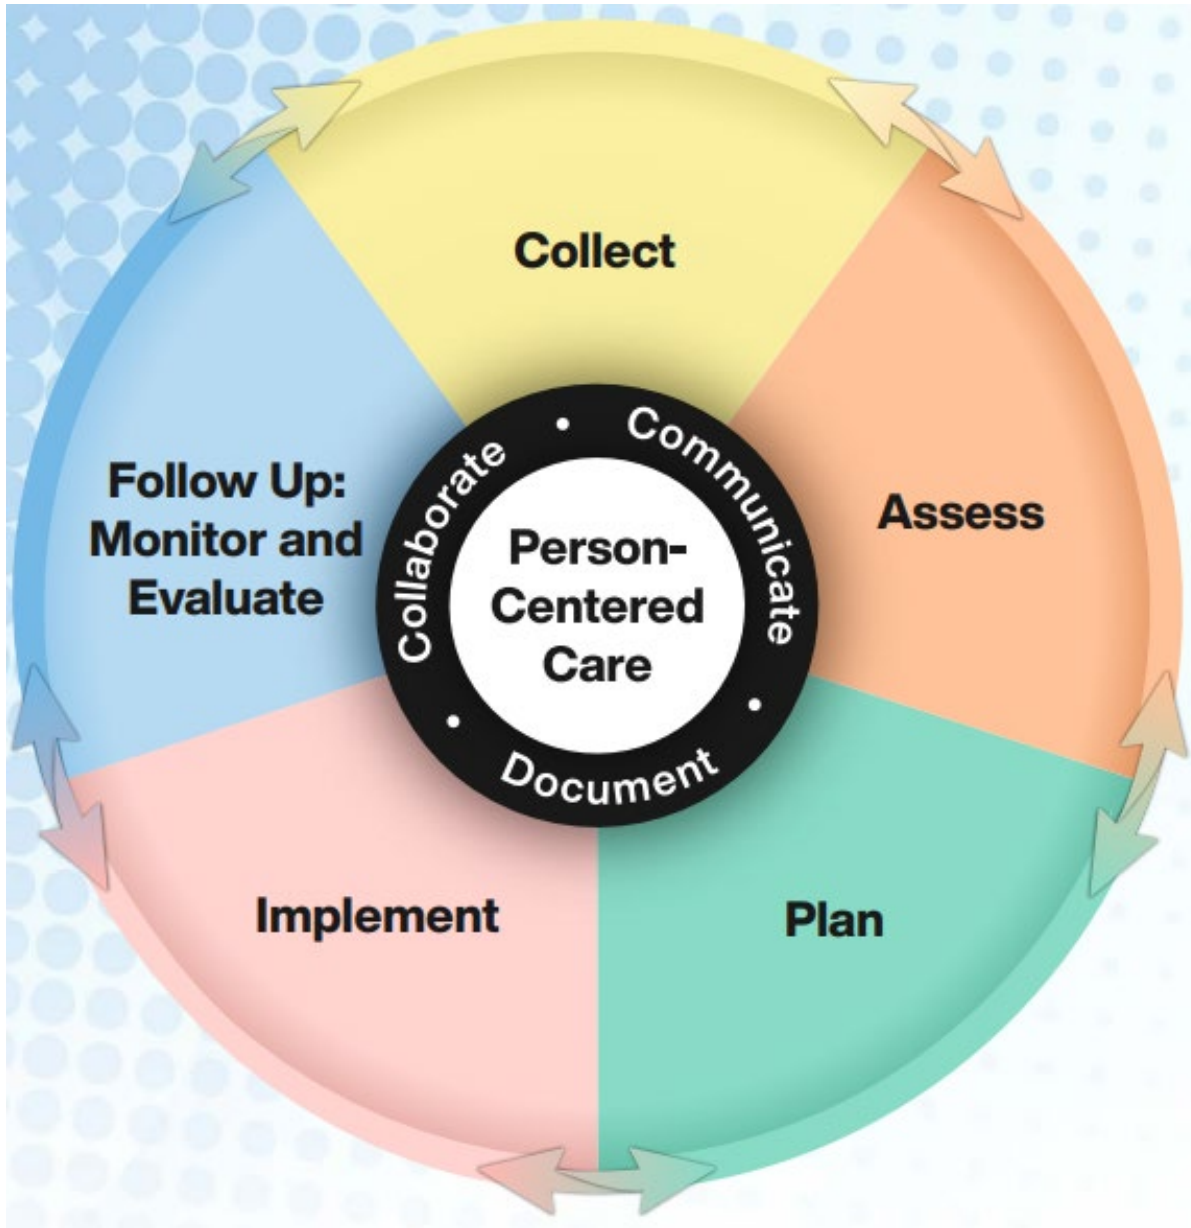 Collect
Assess
Plan
Implement
Follow Up:
Monitor and
Evaluate
Collaborate
Communicate
Document
Person-
Centered
Care